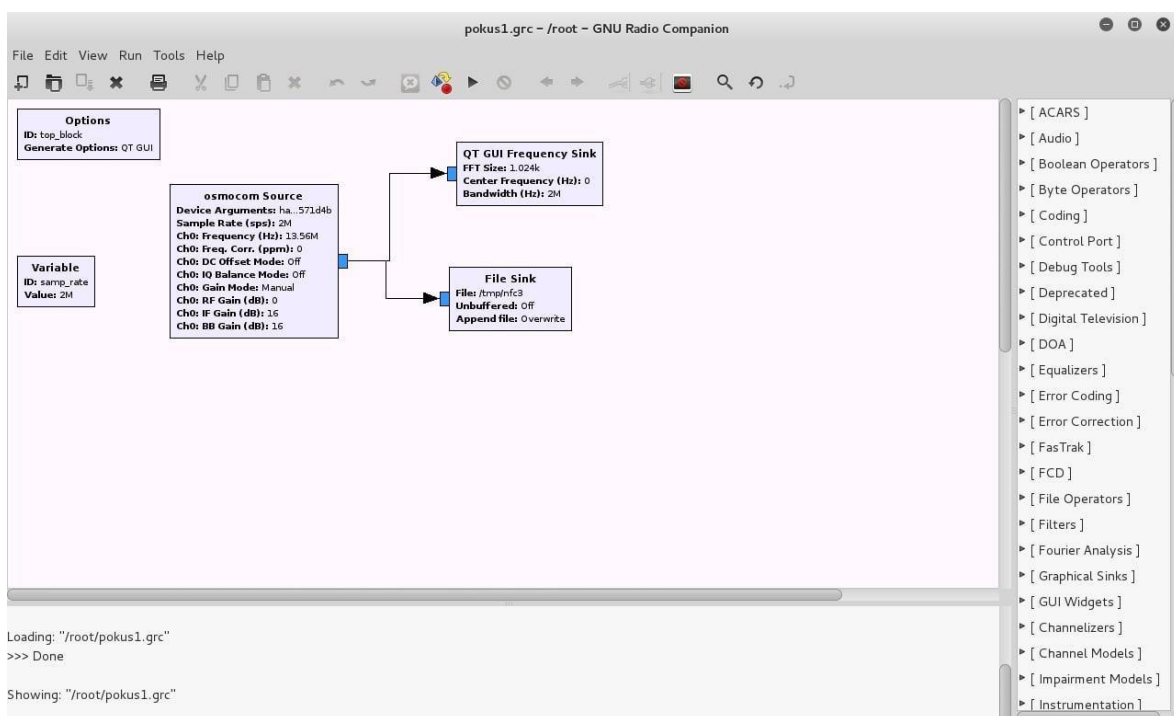 pokus1.grc - /root - GNU Radio Companion
File Edit View Run Tools Help
Options
ID: top_block
Generate Options: QT GUI
Variable
ID: samp_rate
Value: 2M
osmocom Source
Device Arguments: ha...571d4b
Sample Rate (sps): 2M
Ch0: Frequency (Hz): 13.56M
Ch0: Freq. Corr. (ppm): 0
Ch0: DC Offset Mode: Off
Ch0: IQ Balance Mode: Off
Ch0: Gain Mode: Manual
Ch0: RF Gain (dB): 0
Ch0: IF Gain (dB): 16
Ch0: BB Gain (dB): 16
QT GUI Frequency Sink
FFT Size: 1.024k
Center Frequency (Hz): 0
Bandwidth (Hz): 2M
File Sink
File: /tmp/nfc3
Unbuffered: Off
Append file: Overwrite
[ ACARS ]
[ Audio ]
[ Boolean Operators ]
[ Byte Operators ]
[ Coding ]
[ Control Port ]
[ Debug Tools ]
[ Deprecated ]
[ Digital Television ]
[ DOA ]
[ Equalizers ]
[ Error Coding ]
[ Error Correction ]
[ FasTrak ]
[ FCD ]
[ File Operators ]
[ Filters ]
[ Fourier Analysis ]
[ Graphical Sinks ]
[ GUI Widgets ]
[ Channelizers ]
[ Channel Models ]
[ Impairment Models ]
[ Instrumentation ]
Loading: "/root/pokus1.grc"
>>> Done
Showing: "/root/pokus1.grc"